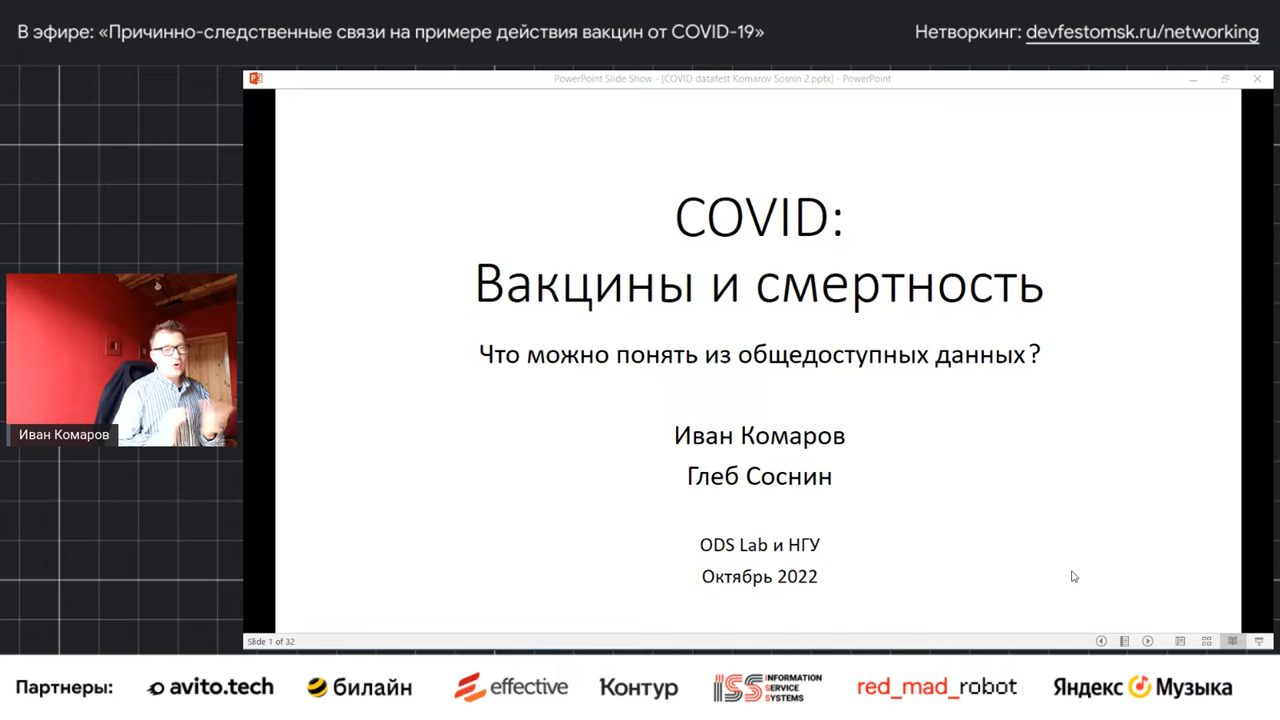 В эфире: «Причинно-следственные связи на примере действия вакцин от COVID-19»
Нетворкинг: devfestomsk.ru/networking
PowerPoint Slide Show - [COVID datafest Komarov Sosnin 2.pptx] - PowerPoint
COVID:
Вакцины и смертность
Что можно понять из общедоступных данных?
Иван Комаров
Глеб Соснин
ODS Lab и НГУ
Октябрь 2022
Иван Комаров
Slide 1 of 32
Партнеры: avito.tech билайн effective Контур ISS INFORMATION SERVICE SYSTEMS red_mad_robot Яндекс Музыка